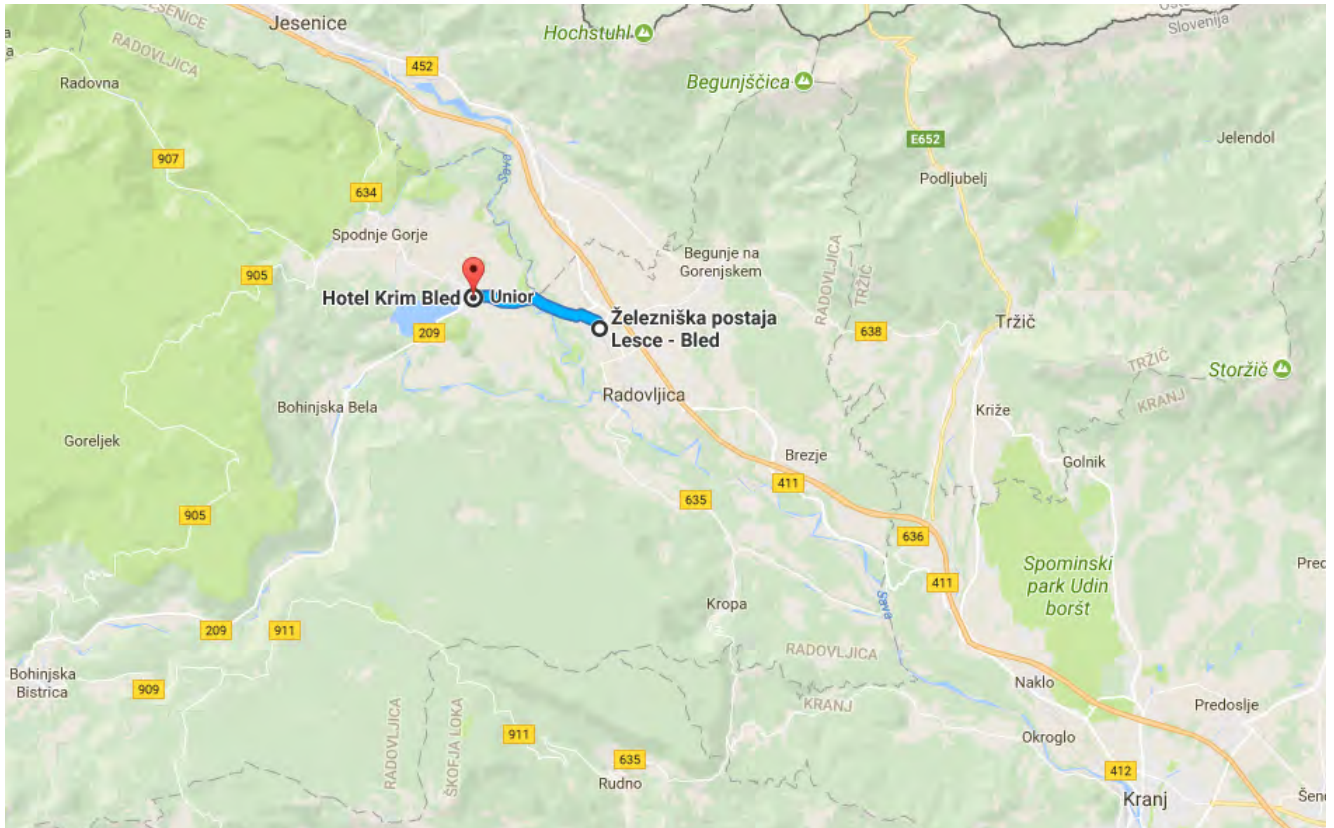 Jesenice
JESENICE
RADOVLJICA
Hochstuhl
Slovenija
452
Begunjščica
Radovna
E652
Jelendol
907
Podljubelj
634
Sava
Spodnje Gorje
Begunje na
Gorenjskem
RADOVLJICA
TRŽIČ
905
Hotel Krim Bled
Unior
Železniška postaja
Lesce - Bled
209
638
Tržič
TRŽIČ
KRANJ
Storžič
Radovljica
Bohinjska Bela
Križe
Goreljek
Brezje
Golnik
411
635
905
636
Spominski
park Udin
boršt
Pred
411
Sava
Kropa
209
911
RADOVLJICA
KRANJ
Bohinjska
Bistrica
909
Naklo
Predoslje
RADOVLJICA
ŠKOFJA LOKA
911
Okroglo
635
Rudno
412
Kranj
Šen